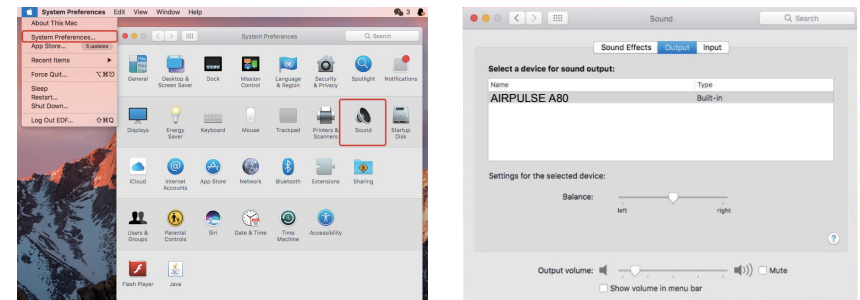 System Preferences Edit View Window Help 3
About This Mac
System Preferences...
App Store... 5 updates
Recent Items
Force Quit...
Sleep
Restart...
Shut Down...
Log Out EDF... ⇧⌘Q
System Preferences
Search
General
Desktop &
Screen Saver
Dock
Mission
Control
Language
& Region
Security
& Privacy
Spotlight
Notifications
Displays
Energy
Saver
Keyboard
Mouse
Trackpad
Printers &
Scanners
Sound
Startup
Disk
iCloud
Internet
Accounts
App Store
Network
Bluetooth
Extensions
Sharing
Users &
Groups
Parental
Controls
Siri
Date & Time
Time
Machine
Accessibility
Flash Player
Java
Sound
Search
Sound Effects Output Input
Select a device for sound output:
Name Type
AIRPULSE A80 Built-in
Settings for the selected device:
Balance:
left right
?
Output volume: Mute
Show volume in menu bar